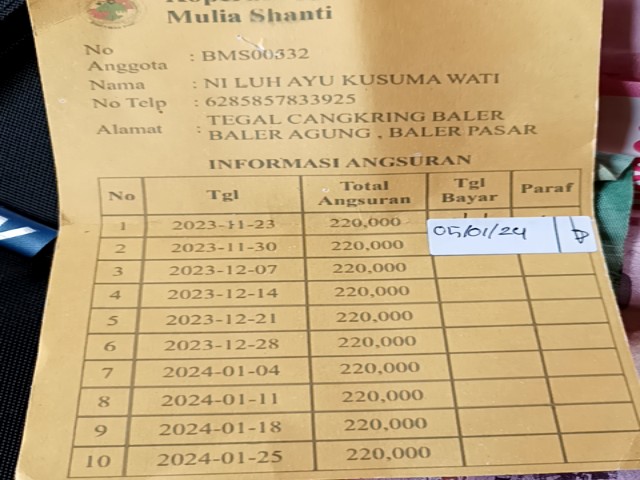 Mulia Shanti
No Anggota : BMS00332
Nama : NI LUH AYU KUSUMA WATI
No Telp : 6285857833925
Alamat : TEGAL CANGKRING BALER
BALER AGUNG , BALER PASAR
INFORMASI ANGSURAN
No Tgl Total Angsuran Tgl Bayar Paraf
1 2023-11-23 220,000
2 2023-11-30 220,000 05/01/24
3 2023-12-07 220,000
4 2023-12-14 220,000
5 2023-12-21 220,000
6 2023-12-28 220,000
7 2024-01-04 220,000
8 2024-01-11 220,000
9 2024-01-18 220,000
10 2024-01-25 220,000